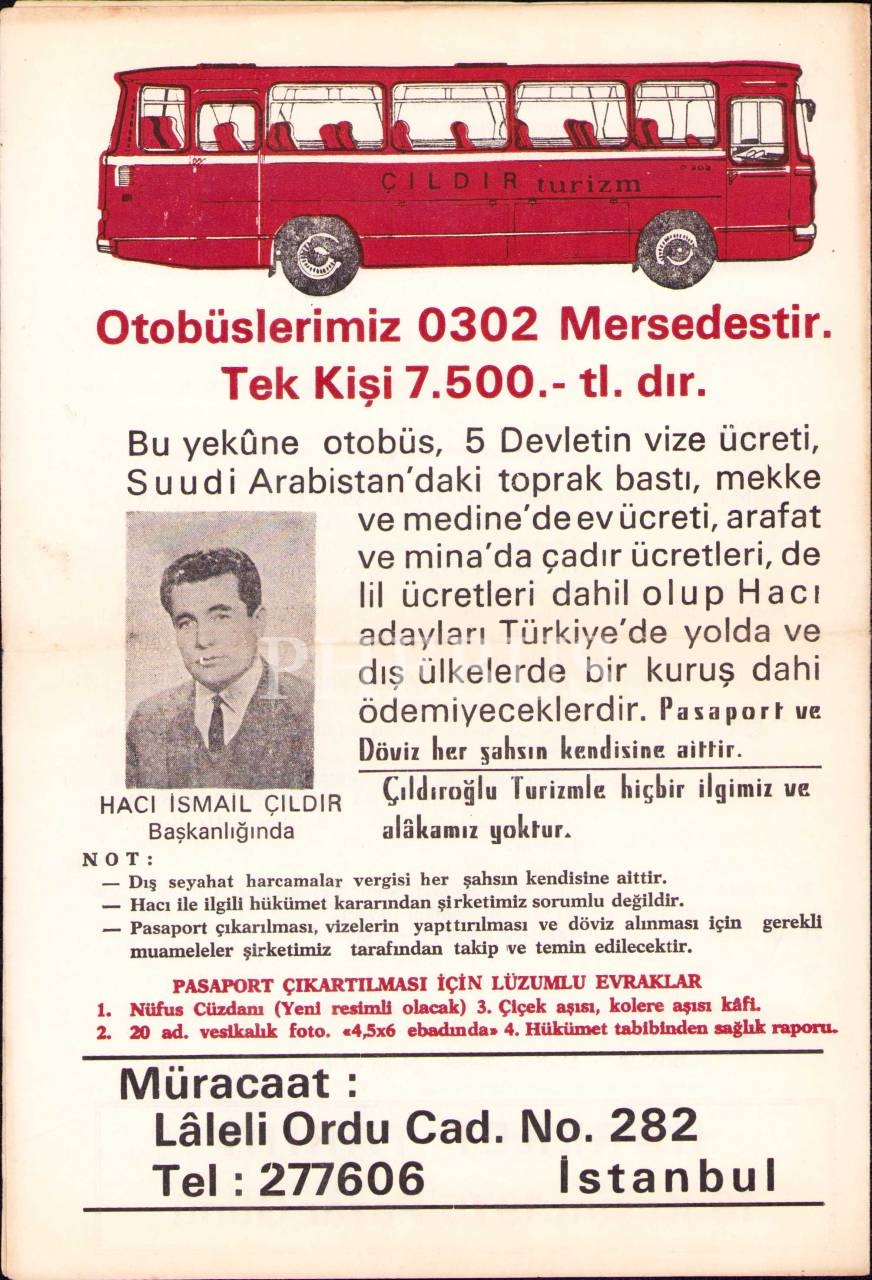 ÇILDIR turizm
O 302
Otobüslerimiz 0302 Mersedestir.
Tek Kişi 7.500.- tl. dır.
Bu yekûne otobüs, 5 Devletin vize ücreti,
Suudi Arabistan'daki toprak bastı, mekke
ve medine'de ev ücreti, arafat
ve mina'da çadır ücretleri, de
lil ücretleri dahil olup Hacı
adayları Türkiye'de yolda ve
dış ülkelerde bir kuruş dahi
ödemiyeceklerdir. Pasaport ve
Döviz her şahsın kendisine aittir.
Çıldıroğlu Turizmle hiçbir ilgimiz ve
alâkamız yoktur.
HACI İSMAİL ÇILDIR
Başkanlığında
PHEBUS
NOT:
— Dış seyahat harcamalar vergisi her şahsın kendisine aittir.
— Hacı ile ilgili hükümet kararından şirketimiz sorumlu değildir.
— Pasaport çıkarılması, vizelerin yapttırılması ve döviz alınması için gerekli
muameleler şirketimiz tarafından takip ve temin edilecektir.
PASAPORT ÇIKARTILMASI İÇİN LÜZUMLU EVRAKLAR
1. Nüfus Cüzdanı (Yeni resimli olacak) 3. Çiçek aşısı, kolere aşısı kâfi.
2. 20 ad. vesikalık foto. «4,5x6 ebadında» 4. Hükümet tabibinden sağlık raporu.
Müracaat :
Lâleli Ordu Cad. No. 282
Tel : 277606 İstanbul